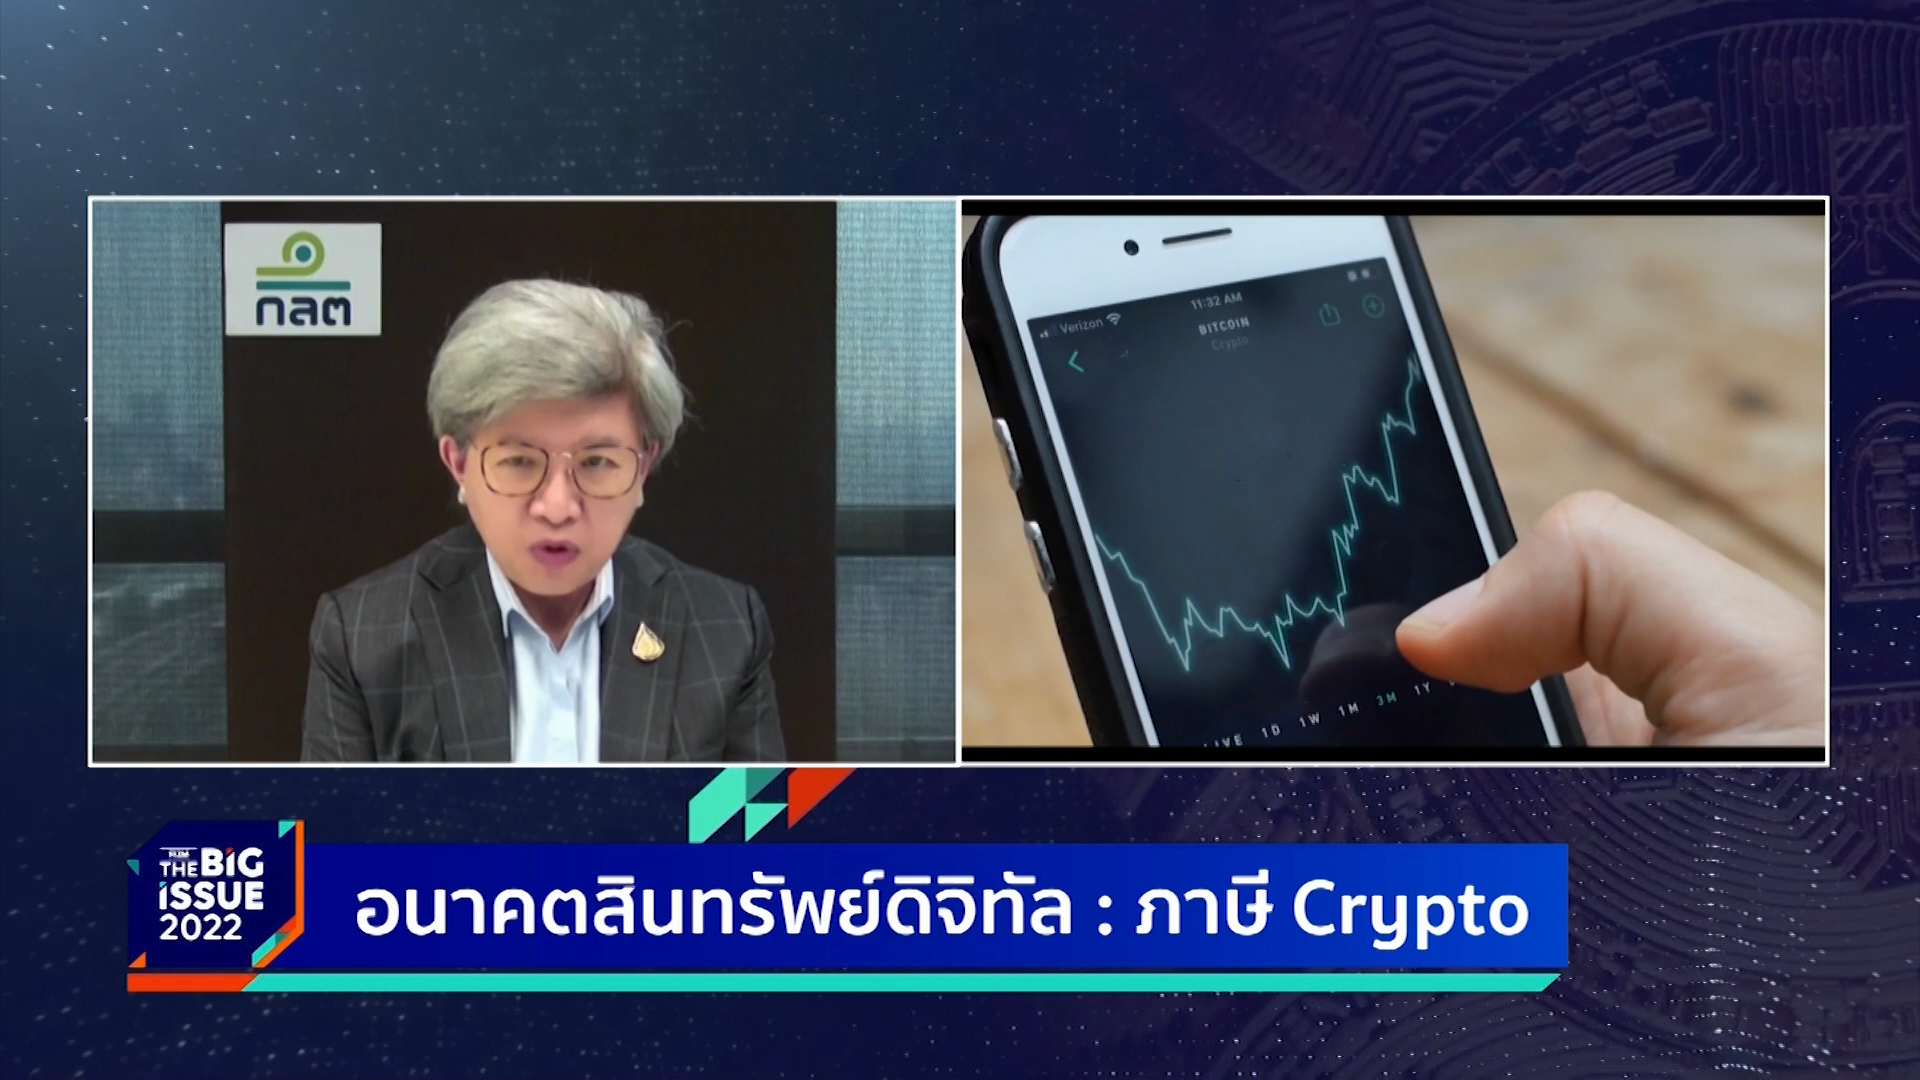 กลต
Verizon
11:32 AM
BITCOIN
Crypto
LIVE 1D 1W 1M 3M 1Y
THE BIG
ISSUE
2022
อนาคตสินทรัพย์ดิจิทัล : ภาษี Crypto